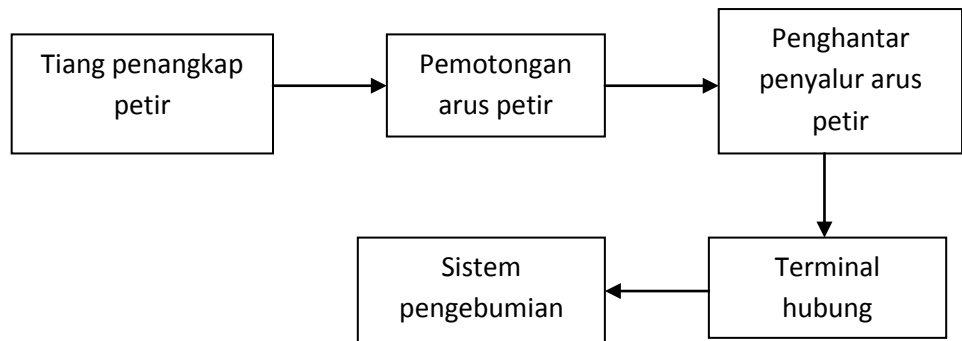 Tiang penangkap
petir
Pemotongan
arus petir
Penghantar
penyalur arus
petir
Terminal
hubung
Sistem
pengebumian